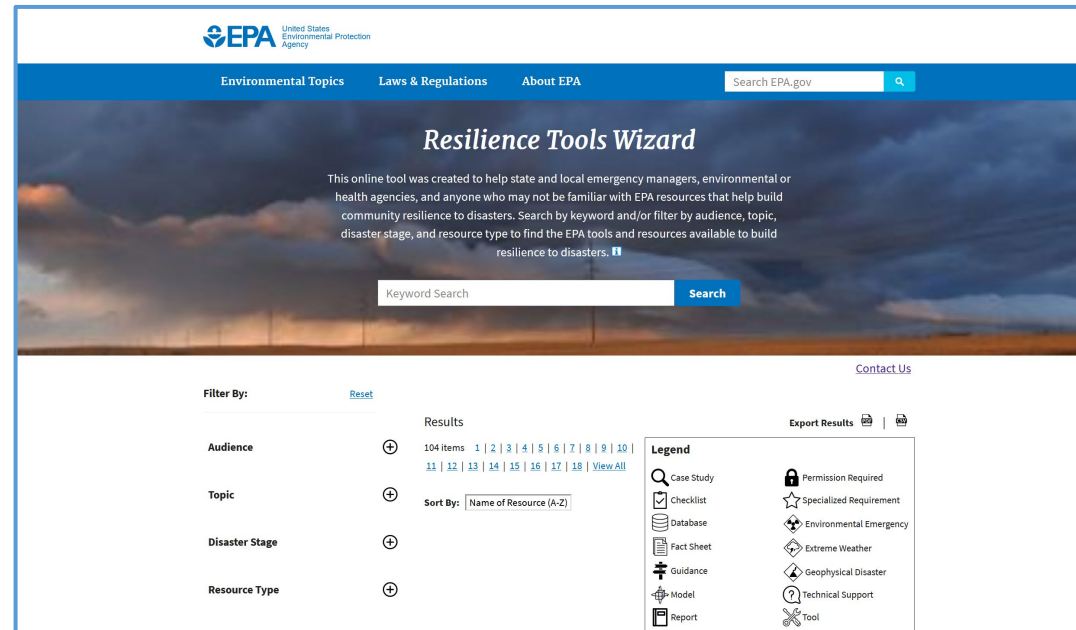 EPA
United States
Environmental Protection
Agency
Environmental Topics Laws & Regulations About EPA Search EPA.gov
Resilience Tools Wizard
This online tool was created to help state and local emergency managers, environmental or
health agencies, and anyone who may not be familiar with EPA resources that help build
community resilience to disasters. Search by keyword and/or filter by audience, topic,
disaster stage, and resource type to find the EPA tools and resources available to build
resilience to disasters. i
Keyword Search Search
Contact Us
Filter By: Reset
Audience
Topic
Disaster Stage
Resource Type
Results
104 items 1 | 2 | 3 | 4 | 5 | 6 | 7 | 8 | 9 | 10 |
11 | 12 | 13 | 14 | 15 | 16 | 17 | 18 | View All
Sort By: Name of Resource (A-Z)
Export Results |
Legend
Case Study
Checklist
Database
Fact Sheet
Guidance
Model
Report
Permission Required
Specialized Requirement
Environmental Emergency
Extreme Weather
Geophysical Disaster
? Technical Support
Tool